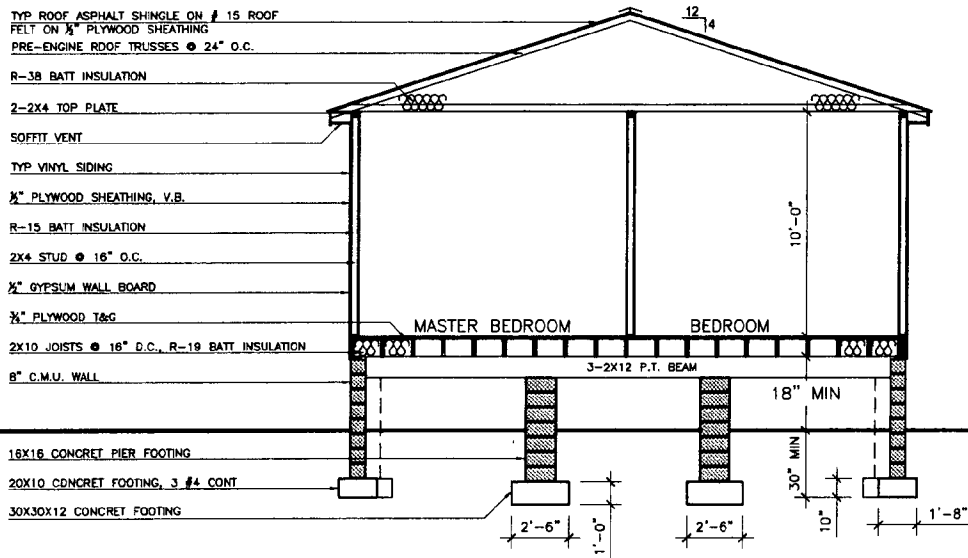 TYP ROOF ASPHALT SHINGLE ON # 15 ROOF
FELT ON ½" PLYWOOD SHEATHING
PRE-ENGINE ROOF TRUSSES @ 24" O.C.
R-38 BATT INSULATION
2-2X4 TOP PLATE
SOFFIT VENT
TYP VINYL SIDING
½" PLYWOOD SHEATHING, V.B.
R-15 BATT INSULATION
2X4 STUD @ 16" O.C.
½" GYPSUM WALL BOARD
¾" PLYWOOD T&G
2X10 JOISTS @ 16" O.C., R-19 BATT INSULATION
8" C.M.U. WALL
16X16 CONCRET PIER FOOTING
20X10 CONCRET FOOTING, 3 #4 CONT
30X30X12 CONCRET FOOTING
12
4
10'-0"
MASTER BEDROOM
BEDROOM
3-2X12 P.T. BEAM
18" MIN
30" MIN
2'-6"
1'-0"
2'-6"
10"
1'-8"